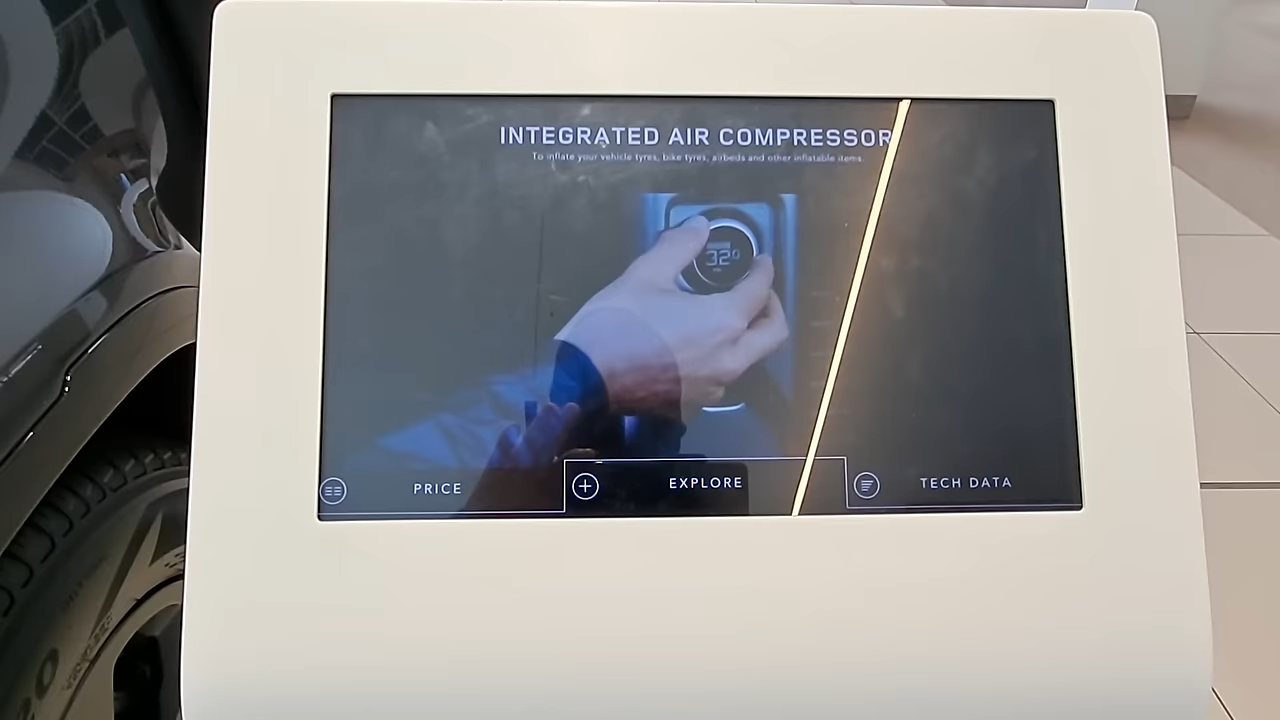 INTEGRATED AIR COMPRESSOR
To inflate your vehicle tyres, bike tyres, airbeds and other inflatable items.
32.0
PRICE
EXPLORE
TECH DATA